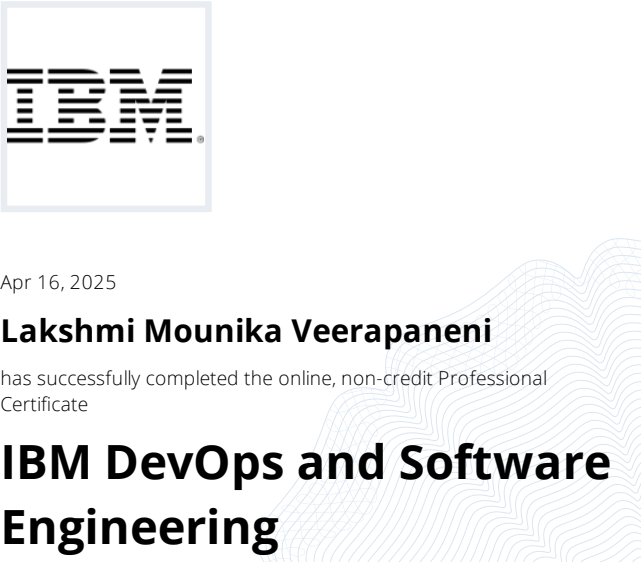 IBM®
Apr 16, 2025
Lakshmi Mounika Veerapaneni
has successfully completed the online, non-credit Professional
Certificate
IBM DevOps and Software
Engineering